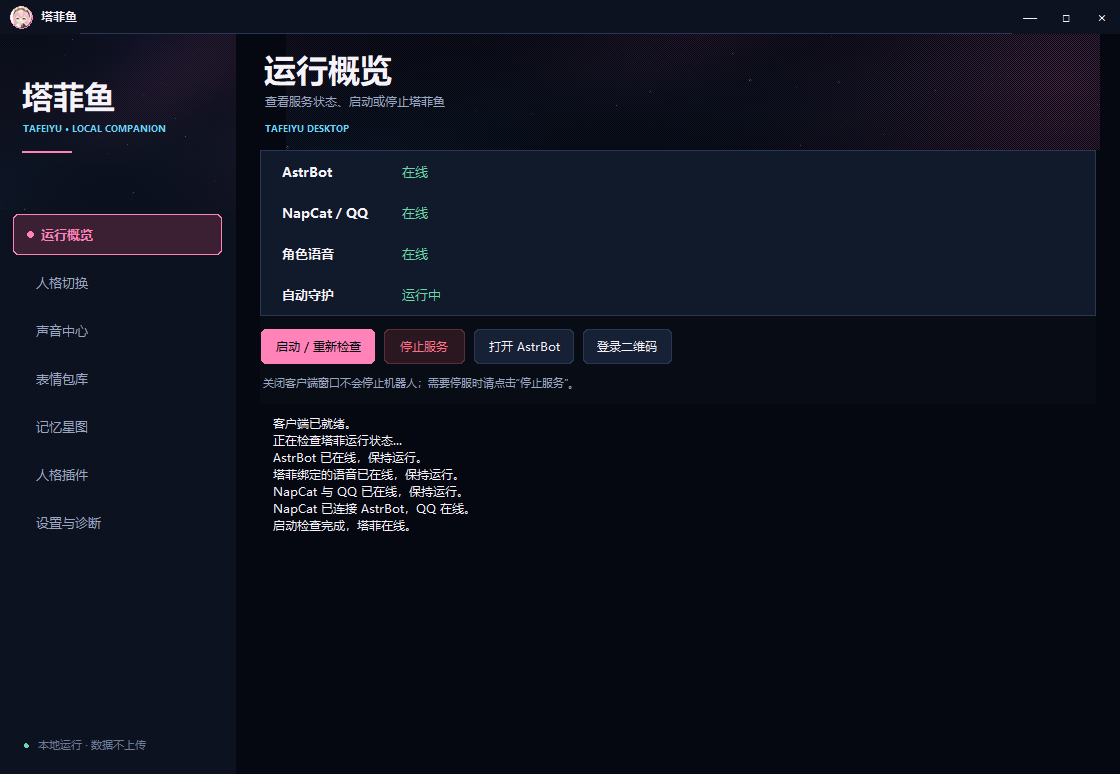 塔菲鱼
塔菲鱼
TAFEIYU • LOCAL COMPANION
运行概览
人格切换
声音中心
表情包库
记忆星图
人格插件
设置与诊断
本地运行 · 数据不上传
运行概览
查看服务状态、启动或停止塔菲鱼
TAFEIYU DESKTOP
AstrBot 在线
NapCat / QQ 在线
角色语音 在线
自动守护 运行中
启动 / 重新检查 停止服务 打开 AstrBot 登录二维码
关闭客户端窗口不会停止机器人；需要停服时请点击“停止服务”。
客户端已就绪。
正在检查塔菲运行状态...
AstrBot 已在线，保持运行。
塔菲绑定的语音已在线，保持运行。
NapCat 与 QQ 已在线，保持运行。
NapCat 已连接 AstrBot，QQ 在线。
启动检查完成，塔菲在线。